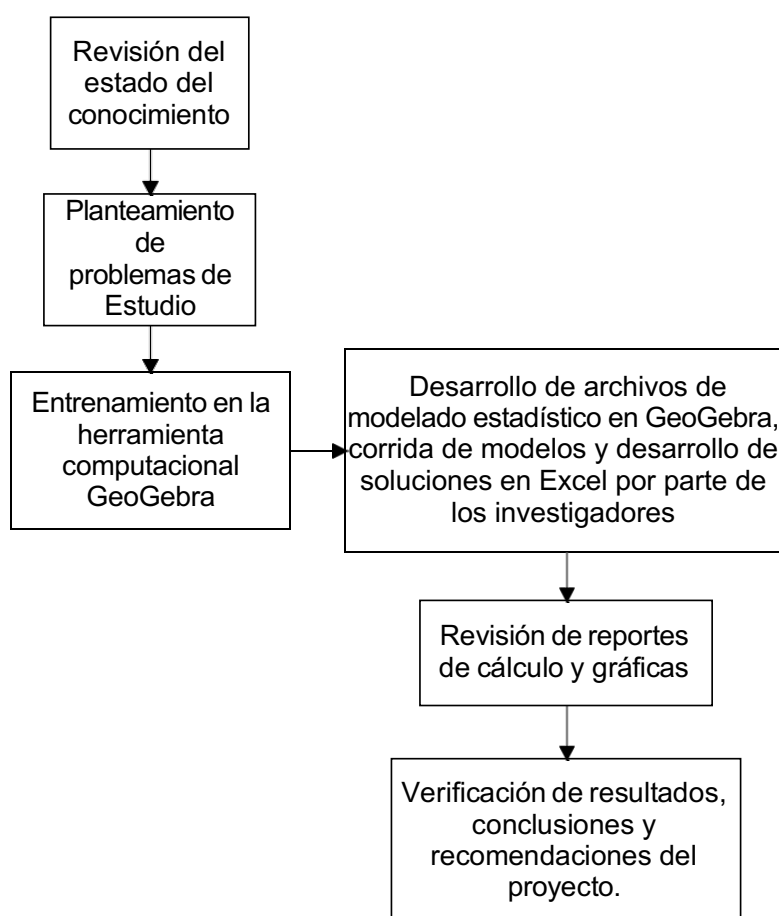 Revisión del
estado del
conocimiento
Planteamiento
de
problemas de
Estudio
Entrenamiento en la
herramienta
computacional
GeoGebra
Desarrollo de archivos de
modelado estadístico en GeoGebra,
corrida de modelos y desarrollo de
soluciones en Excel por parte de
los investigadores
Revisión de reportes
de cálculo y gráficas
Verificación de resultados,
conclusiones y
recomendaciones del
proyecto.